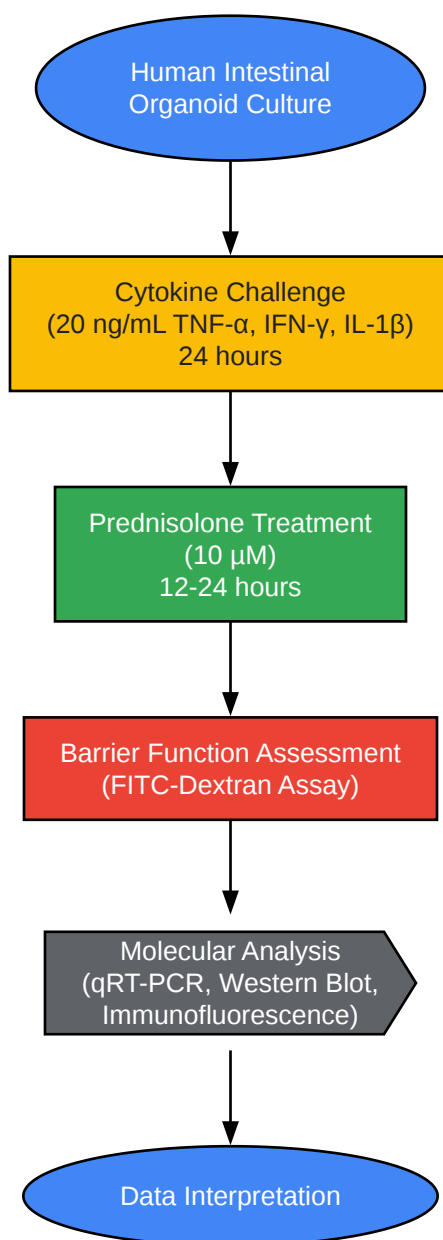 Human Intestinal
Organoid Culture
Cytokine Challenge
(20 ng/mL TNF-α, IFN-γ, IL-1β)
24 hours
Prednisolone Treatment
(10 µM)
12-24 hours
Barrier Function Assessment
(FITC-Dextran Assay)
Molecular Analysis
(qRT-PCR, Western Blot,
Immunofluorescence)
Data Interpretation